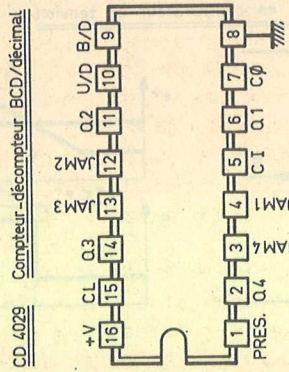 CD 4029 Compteur-décompteur BCD/décimal
+V CL Q3 JAM3 JAM2 Q2 U/D B/D
16 15 14 13 12 11 10 9
1 2 3 4 5 6 7 8
PRES. Q4 JAM4 JAM1 CI Q1 CØ